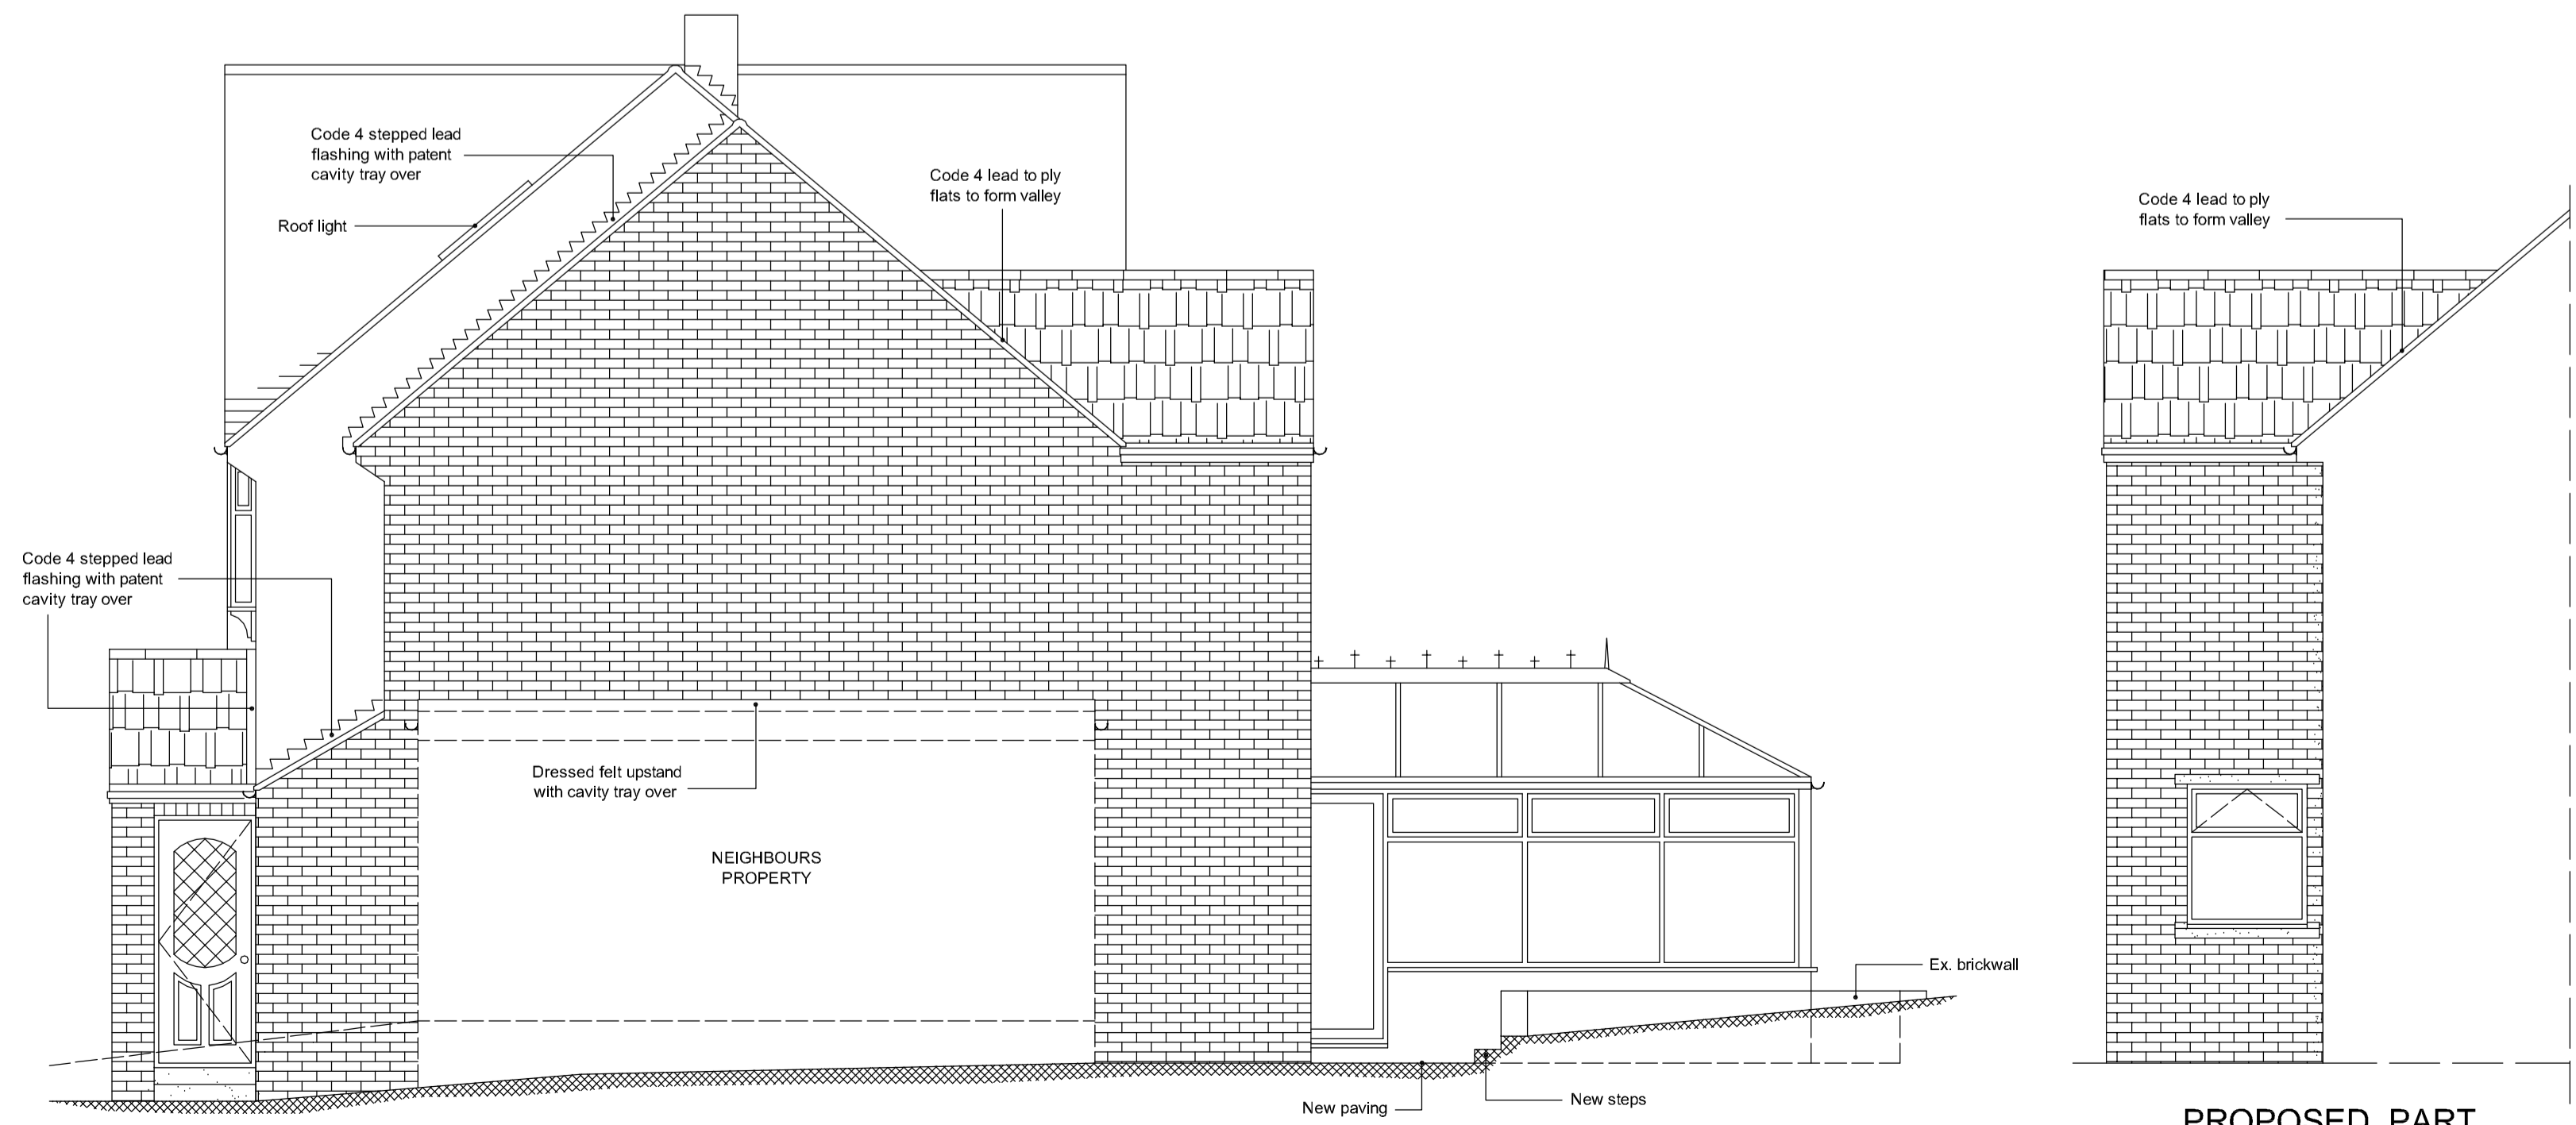 Code 4 stepped lead
flashing with patent
cavity tray over
Roof light
Code 4 lead to ply
flats to form valley
Code 4 lead to ply
flats to form valley
Code 4 stepped lead
flashing with patent
cavity tray over
Dressed felt upstand
with cavity tray over
NEIGHBOURS
PROPERTY
Ex. brickwall
New steps
New paving
PROPOSED PART